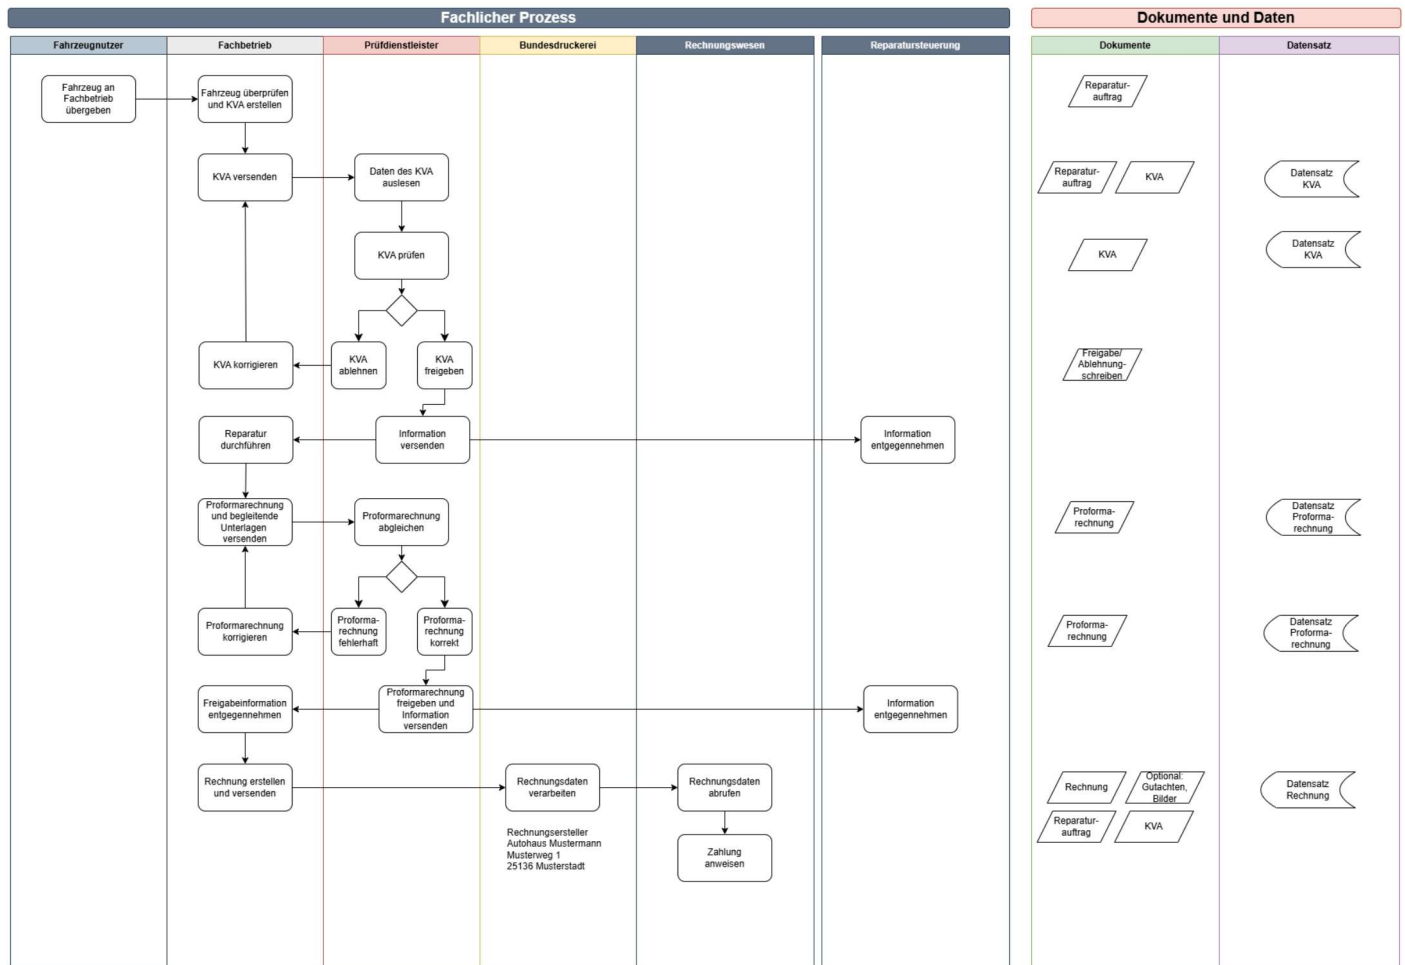 Fachlicher Prozess
Dokumente und Daten
Fahrzeugnutzer
Fachbetrieb
Prüfdienstleister
Bundesdruckerei
Rechnungswesen
Reparatursteuerung
Dokumente
Datensatz
Fahrzeug an
Fachbetrieb
übergeben
Fahrzeug überprüfen
und KVA erstellen
Reparatur-
auftrag
KVA versenden
Daten des KVA
auslesen
Reparatur-
auftrag
KVA
Datensatz
KVA
KVA prüfen
KVA
Datensatz
KVA
KVA korrigieren
KVA
ablehnen
KVA
freigeben
Freigabe/
Ablehnung-
schreiben
Reparatur
durchführen
Information
versenden
Information
entgegennehmen
Proformarechnung
und begleitende
Unterlagen
versenden
Proformarechnung
abgleichen
Proforma-
rechnung
Datensatz
Proforma-
rechnung
Proformarechnung
korrigieren
Proforma-
rechnung
fehlerhaft
Proforma-
rechnung
korrekt
Proforma-
rechnung
Datensatz
Proforma-
rechnung
Freigabeinformation
entgegennehmen
Proformarechnung
freigeben und
Information
versenden
Information
entgegennehmen
Rechnung erstellen
und versenden
Rechnungsdaten
verarbeiten
Rechnungsdaten
abrufen
Rechnung
Optional:
Gutachten,
Bilder
Datensatz
Rechnung
Rechnungsersteller
Autohaus Mustermann
Musterweg 1
25136 Musterstadt
Zahlung
anweisen
Reparatur-
auftrag
KVA